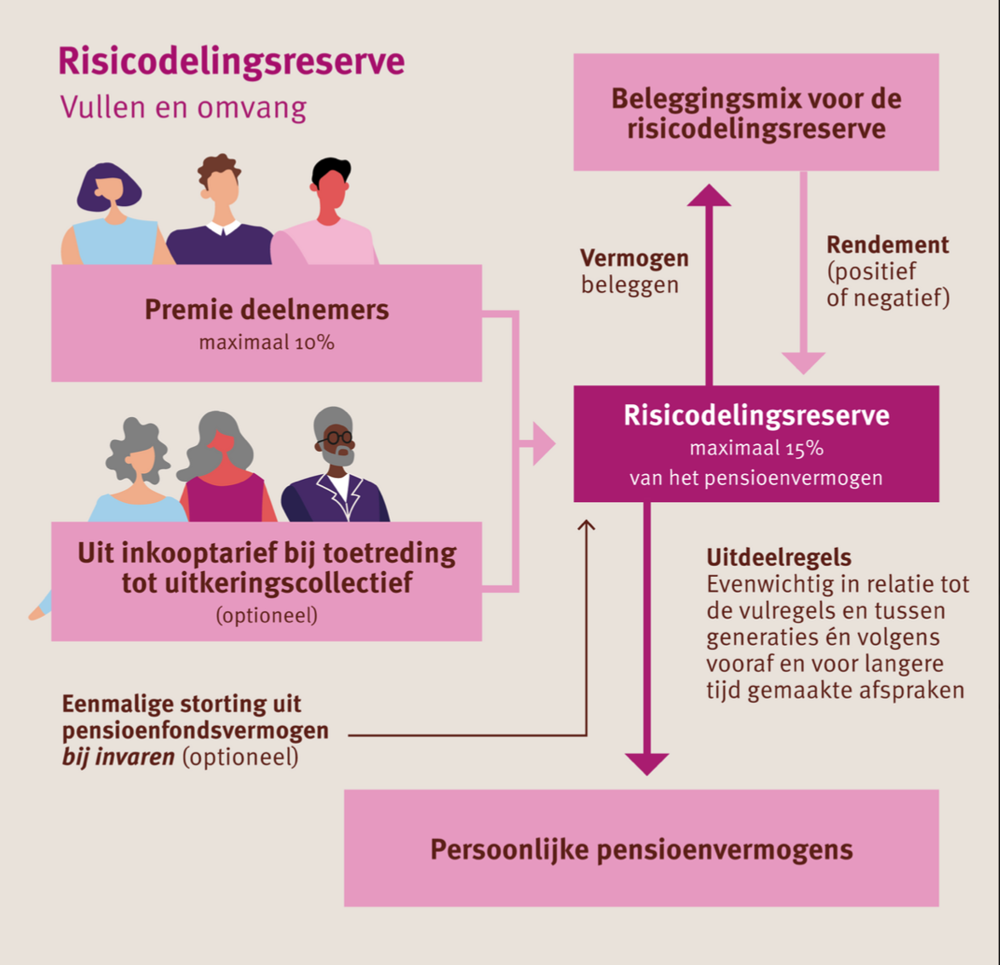 Risicodelingsreserve
Vullen en omvang
Premie deelnemers
maximaal 10%
Uit inkooptarief bij toetreding
tot uitkeringscollectief
(optioneel)
Eenmalige storting uit
pensioenfondsvermogen
bij invaren (optioneel)
Beleggingsmix voor de
risicodelingsreserve
Vermogen
beleggen
Rendement
(positief
of negatief)
Risicodelingsreserve
maximaal 15%
van het pensioenvermogen
Uitdeelregels
Evenwichtig in relatie tot
de vulregels en tussen
generaties én volgens
vooraf en voor langere
tijd gemaakte afspraken
Persoonlijke pensioenvermogens